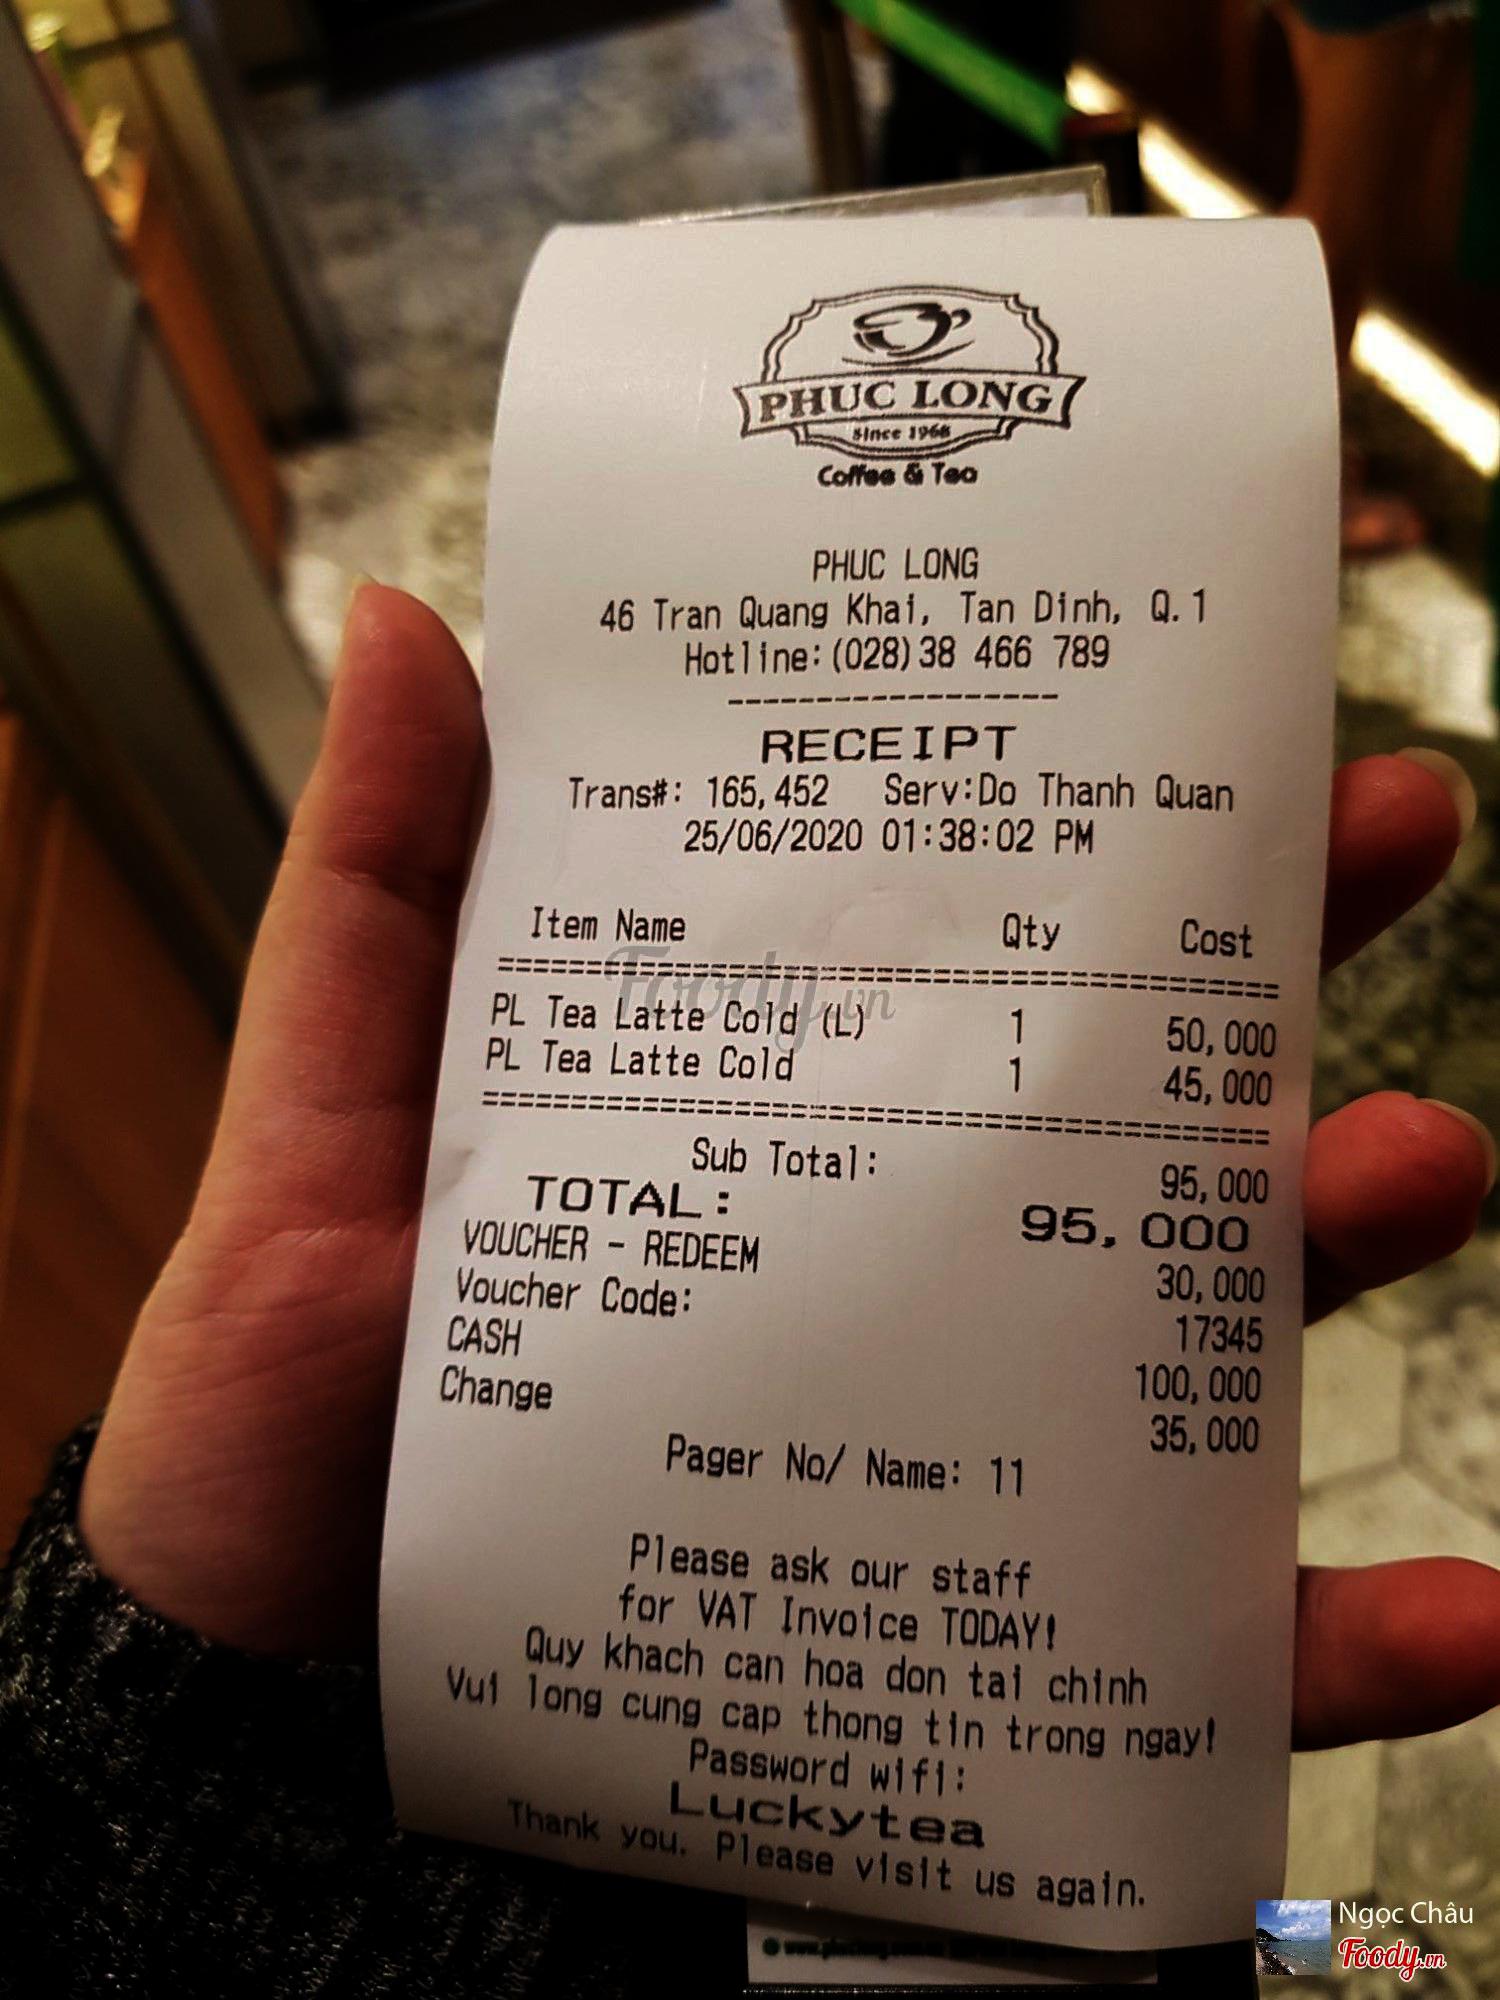 PHUC LONG
Since 1968
Coffee & Tea
PHUC LONG
46 Tran Quang Khai, Tan Dinh, Q.1
Hotline:(028)38 466 789
------------------
RECEIPT
Trans#: 165,452 Serv:Do Thanh Quan
25/06/2020 01:38:02 PM
Item Name Qty Cost
Foody.vn
PL Tea Latte Cold (L) 1 50,000
PL Tea Latte Cold 1 45,000
Sub Total: 95,000
TOTAL: 95,000
VOUCHER - REDEEM 30,000
Voucher Code: 17345
CASH 100,000
Change 35,000
Pager No/ Name: 11
Please ask our staff
for VAT Invoice TODAY!
Quy khach can hoa don tai chinh
Vui long cung cap thong tin trong ngay!
Password wifi:
Luckytea
Thank you. Please visit us again.
Ngọc Châu
Foody.vn